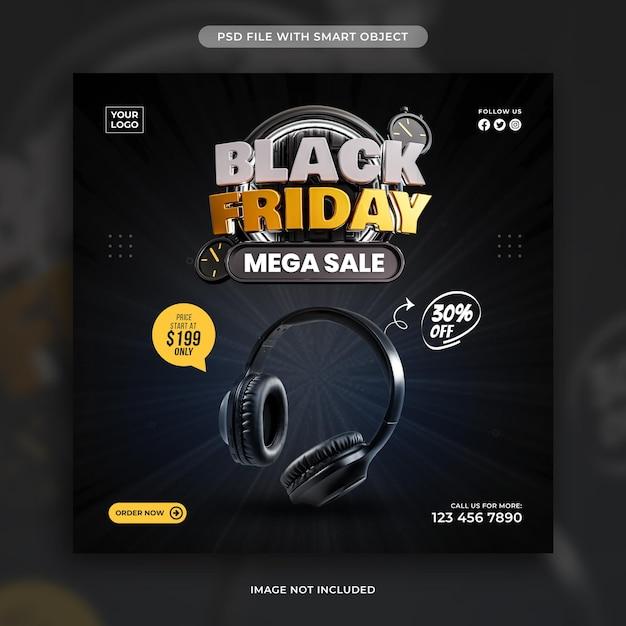 PSD FILE WITH SMART OBJECT
YOUR
LOGO
FOLLOW US
BLACK
FRIDAY
MEGA SALE
PRICE
START AT
$199
ONLY
30%
OFF
ORDER NOW
CALL US FOR MORE:
123 456 7890
IMAGE NOT INCLUDED